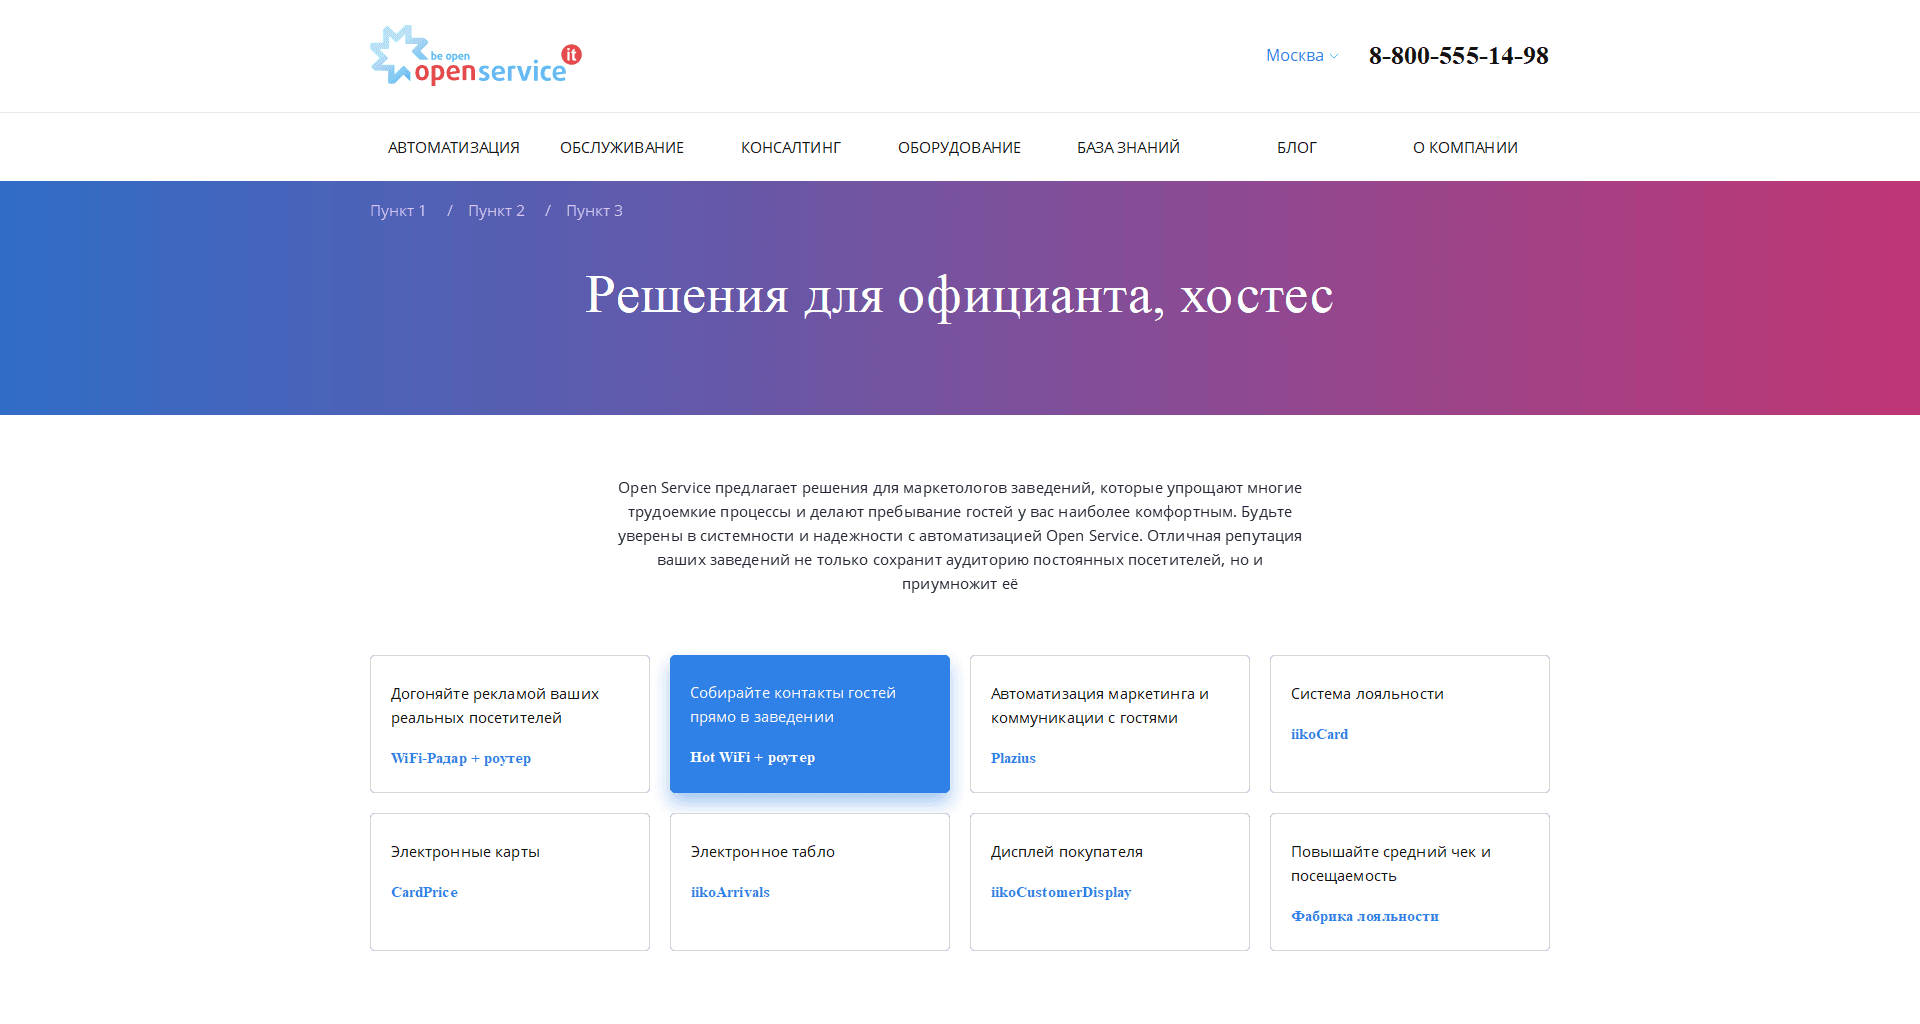 be open
openservice it
Москва
8-800-555-14-98
АВТОМАТИЗАЦИЯ ОБСЛУЖИВАНИЕ КОНСАЛТИНГ ОБОРУДОВАНИЕ БАЗА ЗНАНИЙ БЛОГ О КОМПАНИИ
Пункт 1 / Пункт 2 / Пункт 3
Решения для официанта, хостес
Open Service предлагает решения для маркетологов заведений, которые упрощают многие
трудоемкие процессы и делают пребывание гостей у вас наиболее комфортным. Будьте
уверены в системности и надежности с автоматизацией Open Service. Отличная репутация
ваших заведений не только сохранит аудиторию постоянных посетителей, но и
приумножит её
Догоняйте рекламой ваших
реальных посетителей
WiFi-Радар + роутер
Собирайте контакты гостей
прямо в заведении
Hot WiFi + роутер
Автоматизация маркетинга и
коммуникации с гостями
Plazius
Система лояльности
iikoCard
Электронные карты
CardPrice
Электронное табло
iikoArrivals
Дисплей покупателя
iikoCustomerDisplay
Повышайте средний чек и
посещаемость
Фабрика лояльности